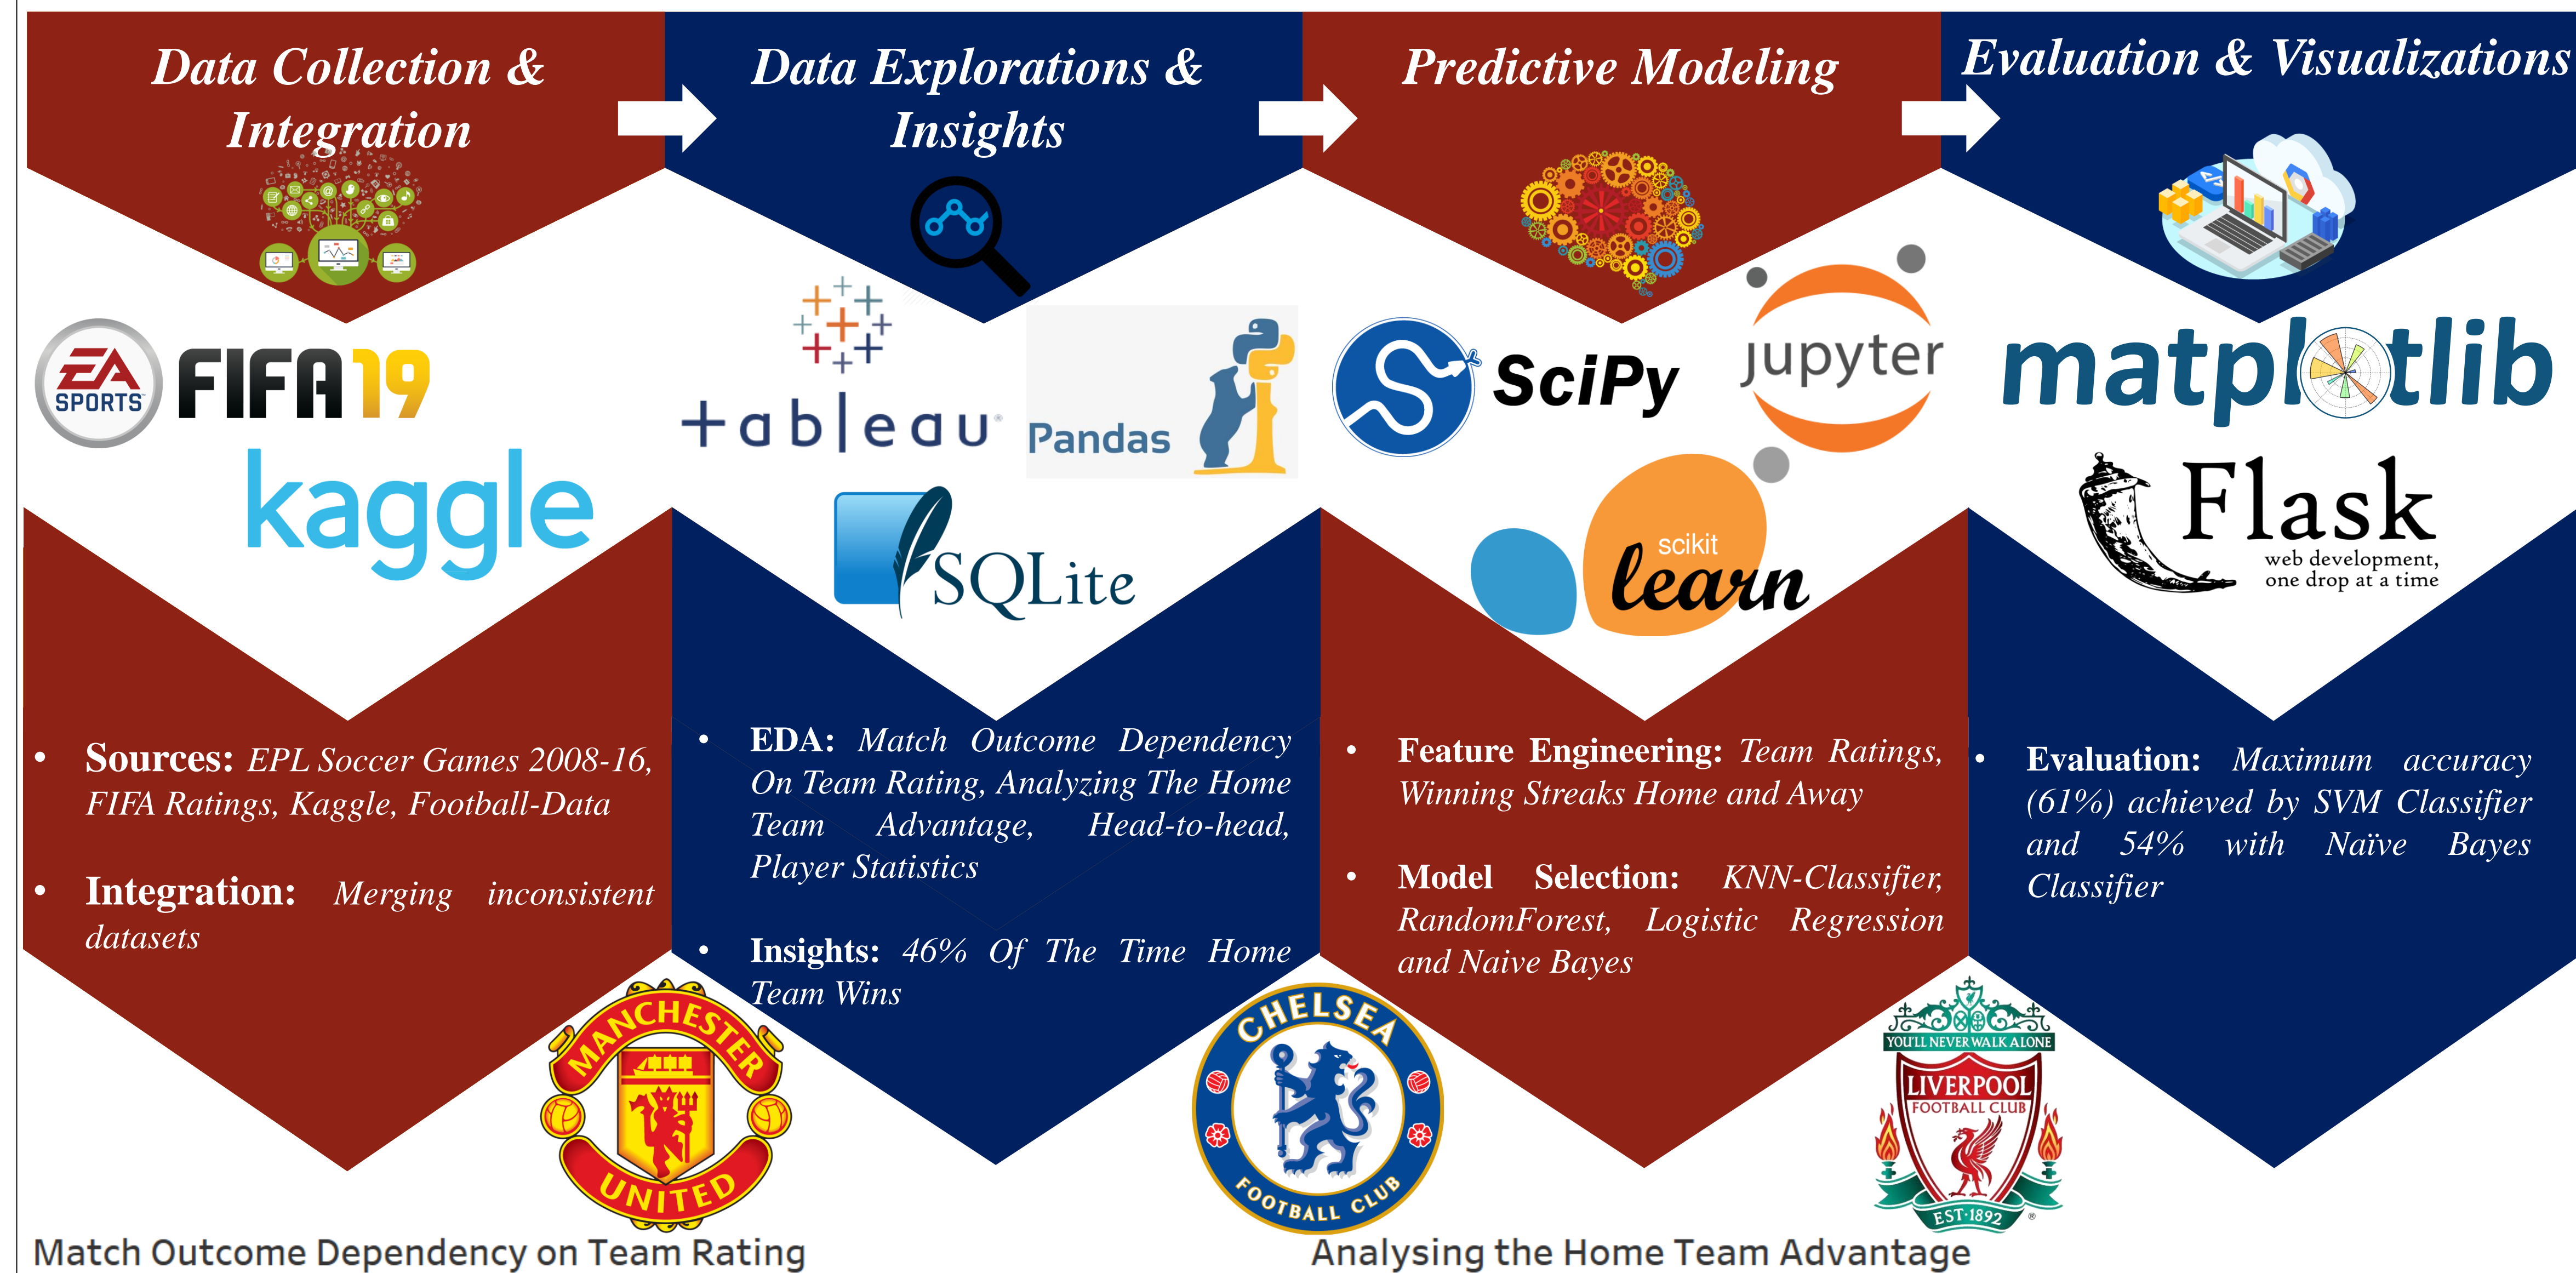 Data Collection &
Integration
Data Explorations &
Insights
Predictive Modeling
Evaluation & Visualizations
EA
SPORTS
FIFA 19
kaggle
+ a b l e a u
Pandas
SQLite
SciPy
jupyter
scikit
learn
matplotlib
Flask
web development,
one drop at a time
• Sources: EPL Soccer Games 2008-16,
FIFA Ratings, Kaggle, Football-Data
• Integration: Merging inconsistent
datasets
• EDA: Match Outcome Dependency
On Team Rating, Analyzing The Home
Team Advantage, Head-to-head,
Player Statistics
• Insights: 46% Of The Time Home
Team Wins
• Feature Engineering: Team Ratings,
Winning Streaks Home and Away
• Model Selection: KNN-Classifier,
RandomForest, Logistic Regression
and Naive Bayes
• Evaluation: Maximum accuracy
(61%) achieved by SVM Classifier
and 54% with Naïve Bayes
Classifier
MANCHESTER
UNITED
CHELSEA
FOOTBALL CLUB
YOU'LL NEVER WALK ALONE
LIVERPOOL
FOOTBALL CLUB
EST·1892
®
Match Outcome Dependency on Team Rating
Analysing the Home Team Advantage